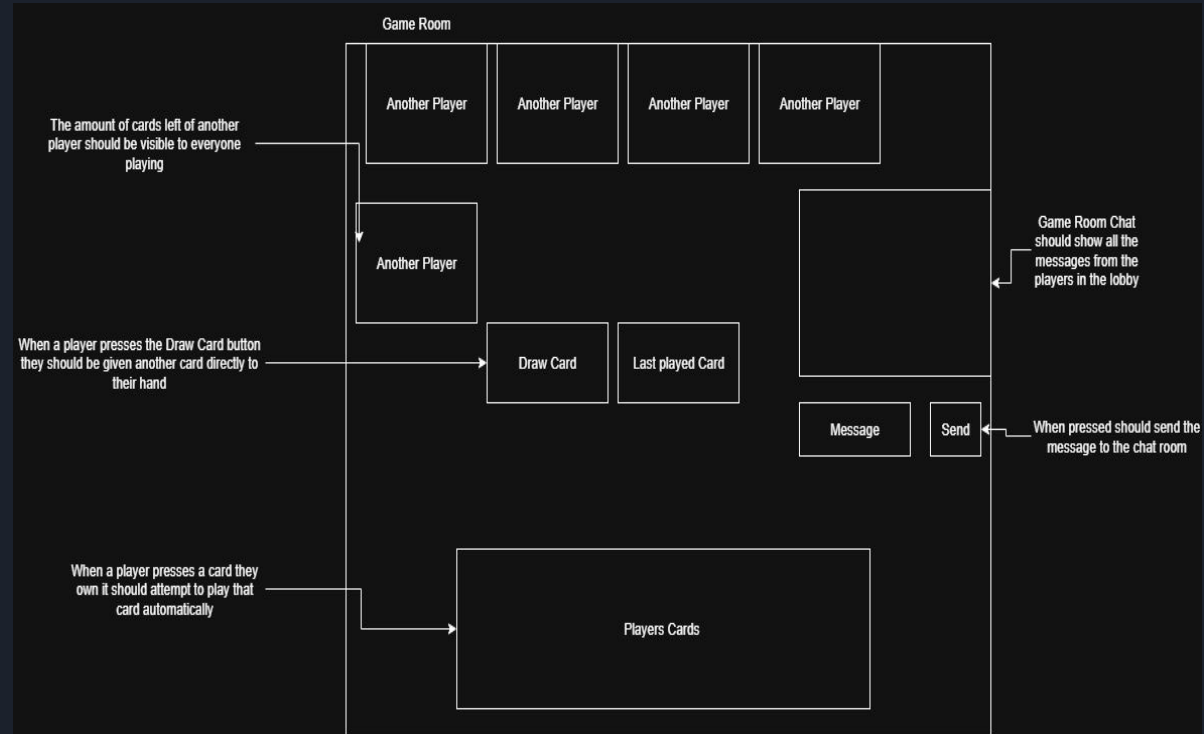 Game Room
Another Player
Another Player
Another Player
Another Player
The amount of cards left of another
player should be visible to everyone
playing
Another Player
Game Room Chat
should show all the
messages from the
players in the lobby
When a player presses the Draw Card button
they should be given another card directly to
their hand
Draw Card
Last played Card
Message
Send
When pressed should send the
message to the chat room
When a player presses a card they
own it should attempt to play that
card automatically
Players Cards